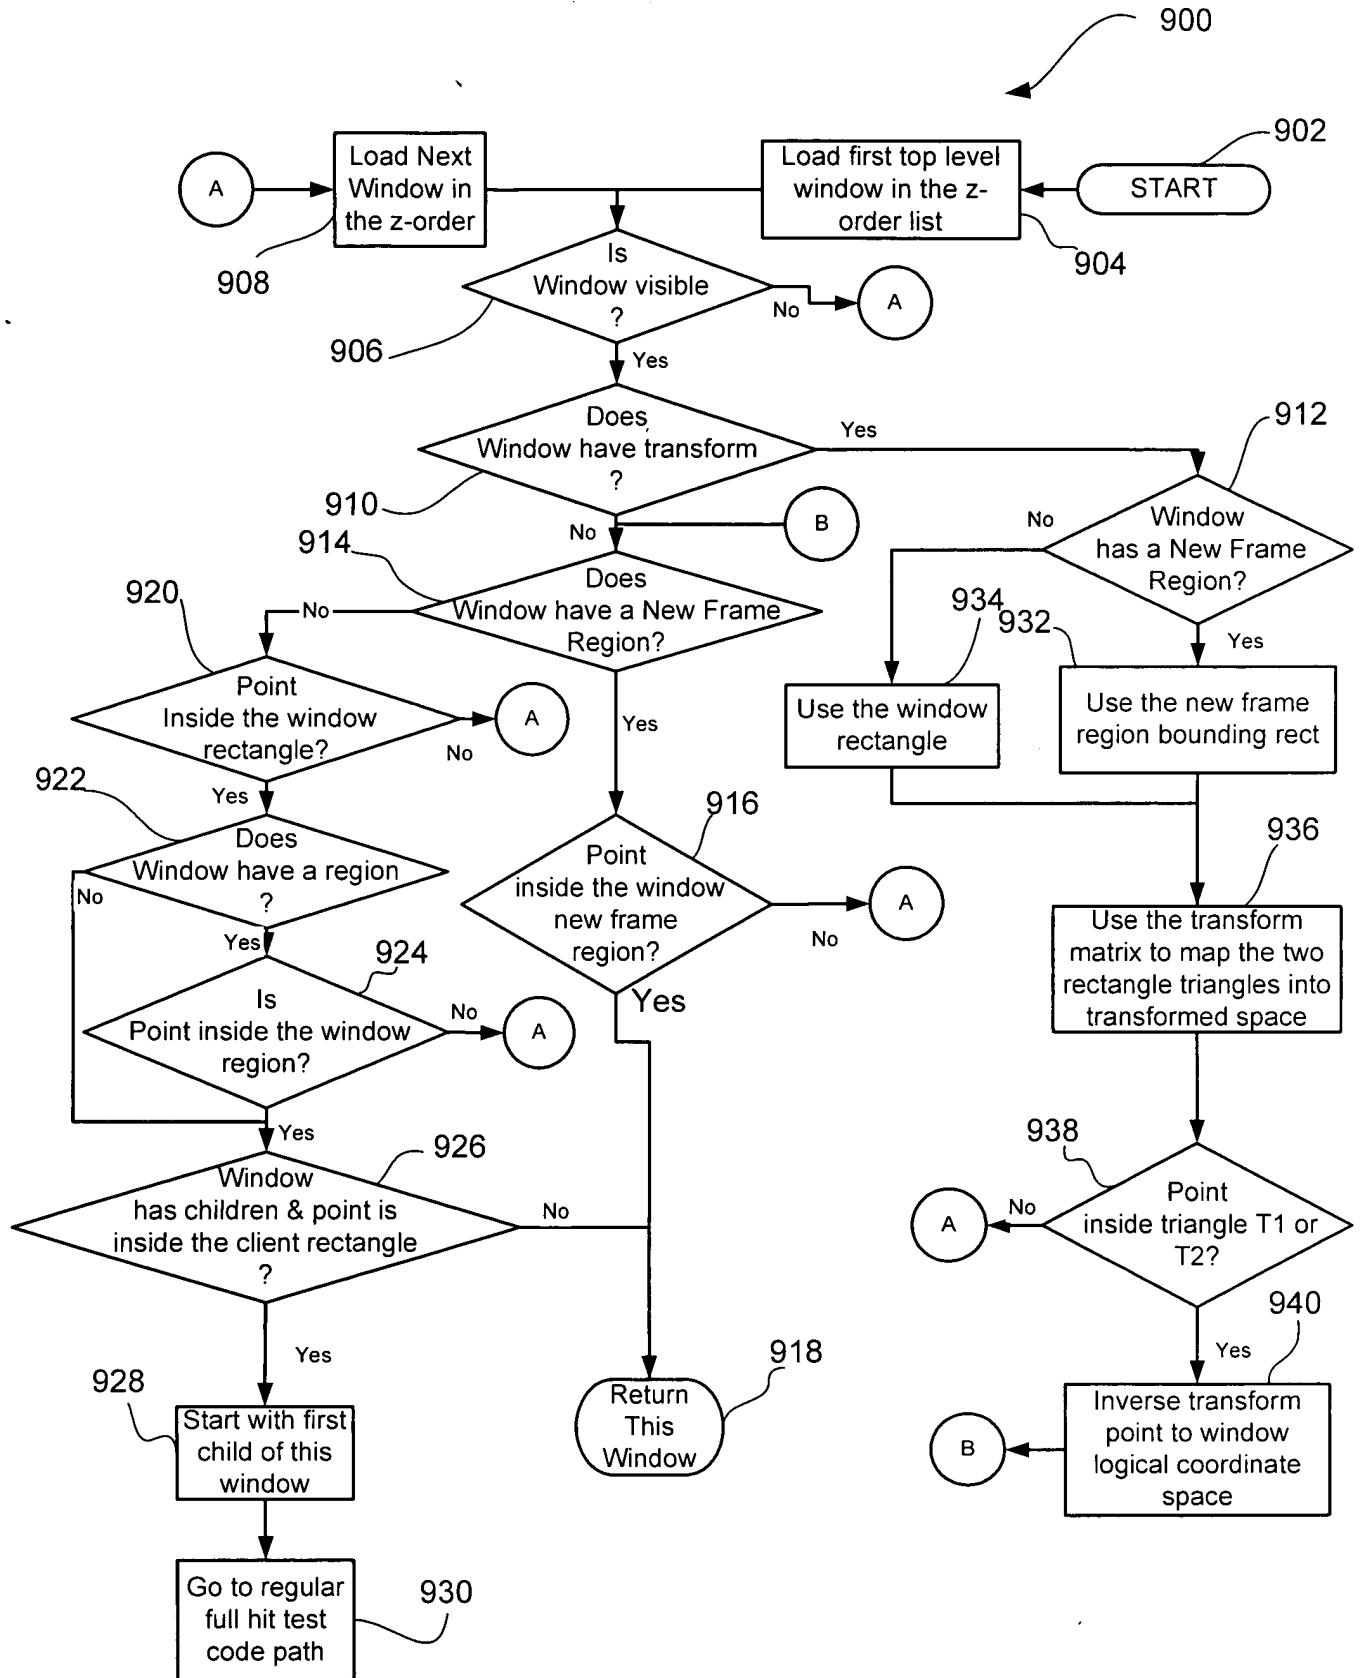 900
902
A
Load Next
Window in
the z-order
Load first top level
window in the z-
order list
START
908
904
Is
Window visible
?
No
A
906
Yes
Does
Window have transform
?
Yes
912
910
No
B
No
Window
has a New Frame
Region?
914
Does
Window have a New Frame
Region?
No
920
934
932
Yes
Point
Inside the window
rectangle?
A
No
Yes
Use the window
rectangle
Use the new frame
region bounding rect
922
Yes
916
Does
Window have a region
?
No
Point
inside the window
new frame
region?
A
No
936
Use the transform
matrix to map the two
rectangle triangles into
transformed space
Yes
924
Is
Point inside the window
region?
No
A
Yes
Yes
926
938
Window
has children & point is
inside the client rectangle
?
No
A
No
Point
inside triangle T1 or
T2?
940
Yes
Yes
918
928
Start with first
child of this
window
Return
This
Window
B
Inverse transform
point to window
logical coordinate
space
Go to regular
full hit test
code path
930